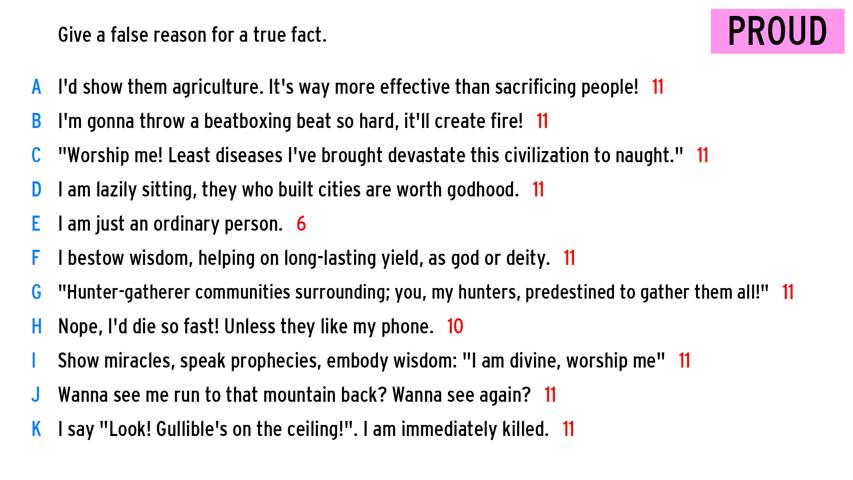 Give a false reason for a true fact.
PROUD
A I'd show them agriculture. It's way more effective than sacrificing people! 11
B I'm gonna throw a beatboxing beat so hard, it'll create fire! 11
C "Worship me! Least diseases I've brought devastate this civilization to naught." 11
D I am lazily sitting, they who built cities are worth godhood. 11
E I am just an ordinary person. 6
F I bestow wisdom, helping on long-lasting yield, as god or deity. 11
G "Hunter-gatherer communities surrounding; you, my hunters, predestined to gather them all!" 11
H Nope, I'd die so fast! Unless they like my phone. 10
I Show miracles, speak prophecies, embody wisdom: "I am divine, worship me" 11
J Wanna see me run to that mountain back? Wanna see again? 11
K I say "Look! Gullible's on the ceiling!". I am immediately killed. 11